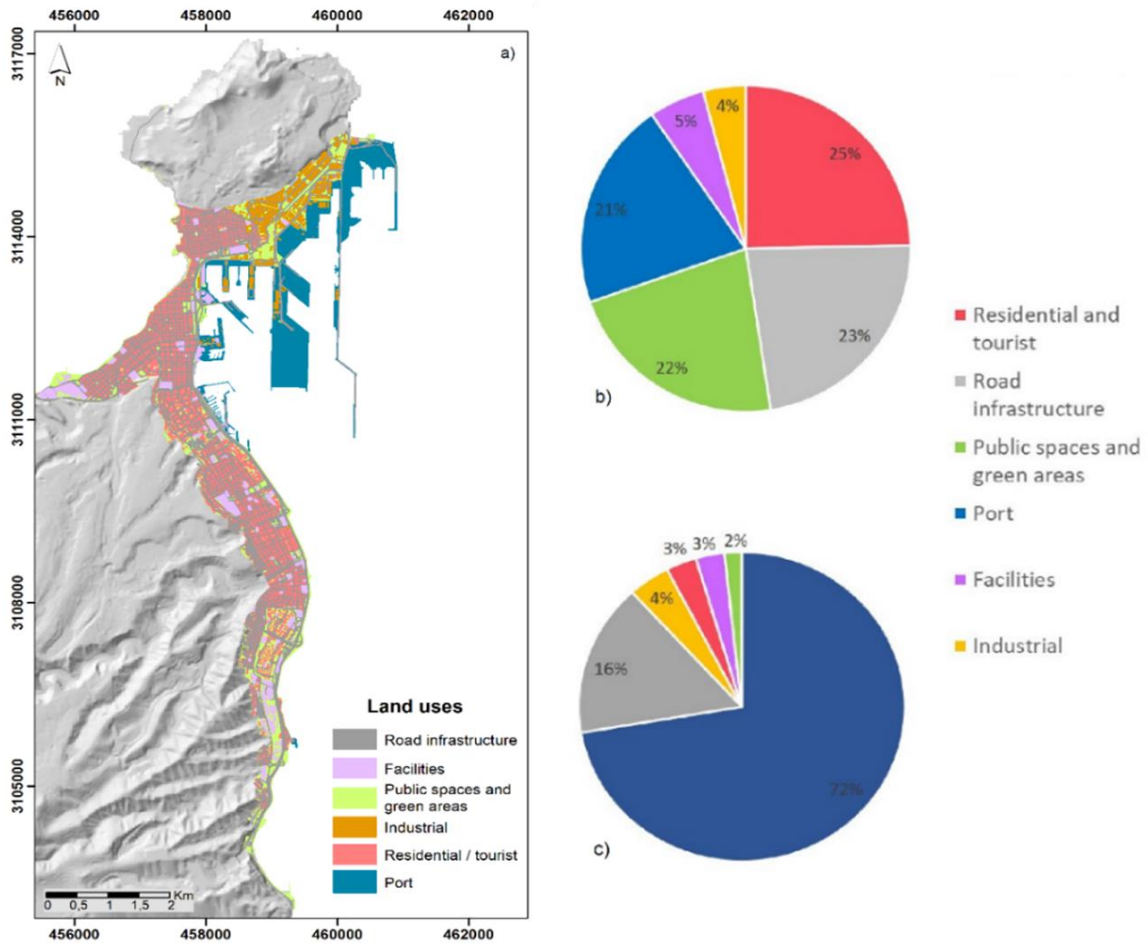 456000 458000 460000 462000
a)
N
3117000
3114000
3111000
3108000
3105000
Land uses
Road infrastructure
Facilities
Public spaces and
green areas
Industrial
Residential / tourist
Port
Km
0 0,5 1 1,5 2
456000 458000 460000 462000
4%
5%
25%
21%
23%
22%
b)
3% 3% 2%
4%
16%
72%
c)
Residential and
tourist
Road
infrastructure
Public spaces and
green areas
Port
Facilities
Industrial